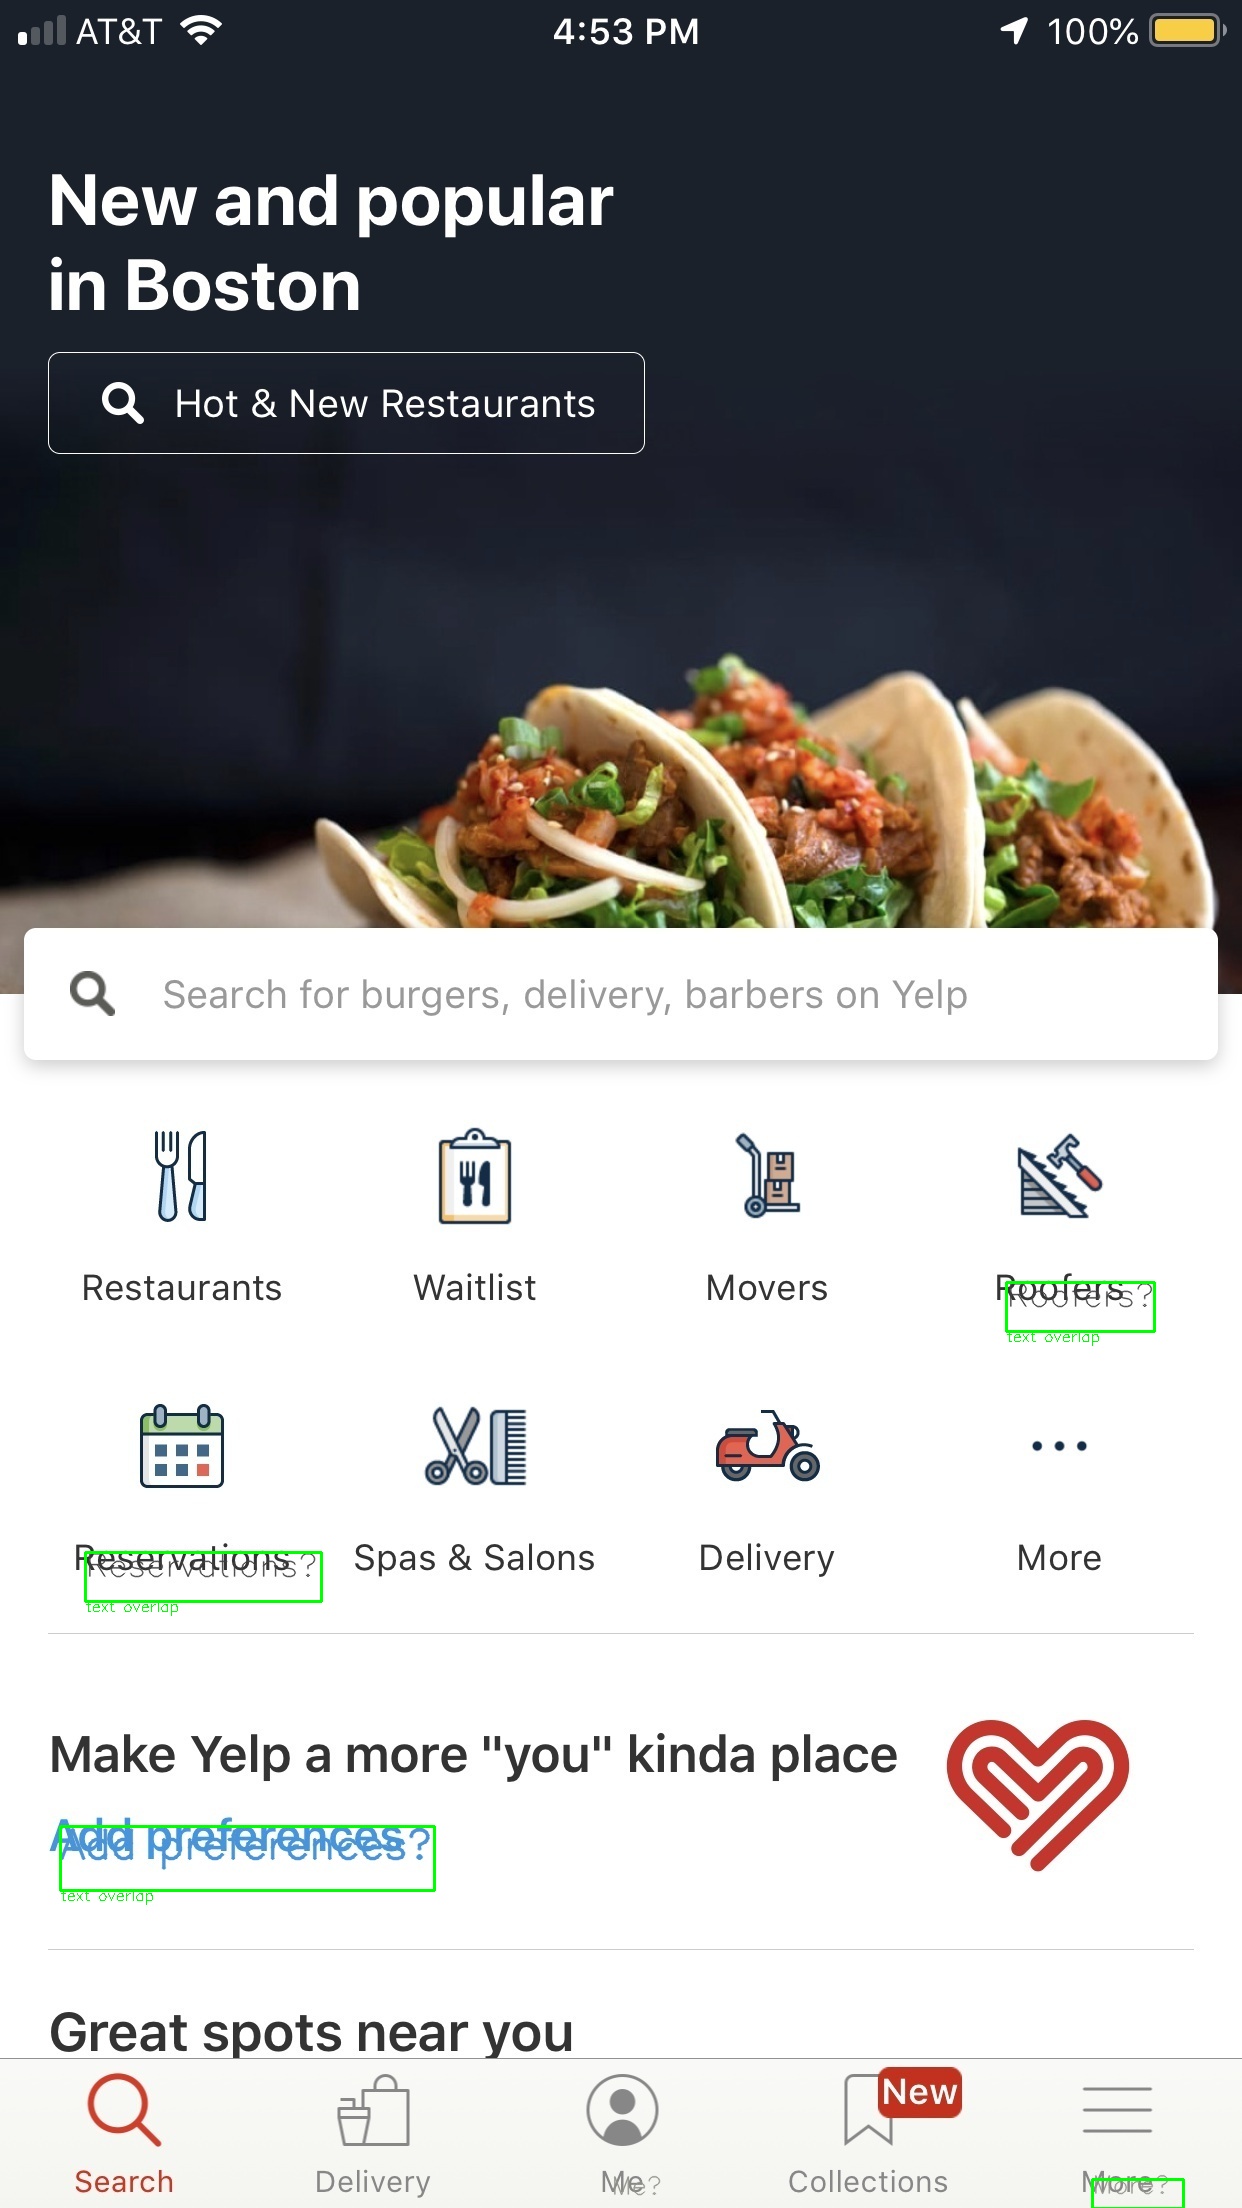 AT&T 4:53 PM 100%
New and popular
in Boston
Hot & New Restaurants
Search for burgers, delivery, barbers on Yelp
Restaurants Waitlist Movers Roofers
Roofers?
text overlap
Reservations Spas & Salons Delivery More
Reservations?
text overlap
Make Yelp a more "you" kinda place
Add preferences
Add preferences?
text overlap
Great spots near you
New
Search Delivery Me Collections More
Me? More?